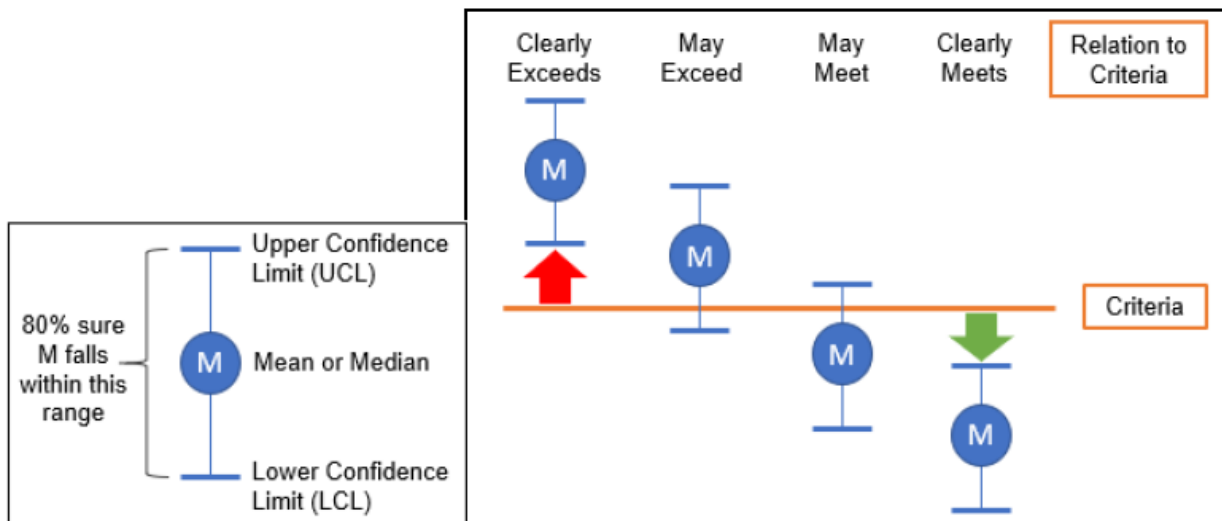 Clearly
Exceeds
May
Exceed
May
Meet
Clearly
Meets
Relation to
Criteria
M
M
M
M
Criteria
80% sure
M falls
within this
range
Upper Confidence
Limit (UCL)
M
Mean or Median
Lower Confidence
Limit (LCL)